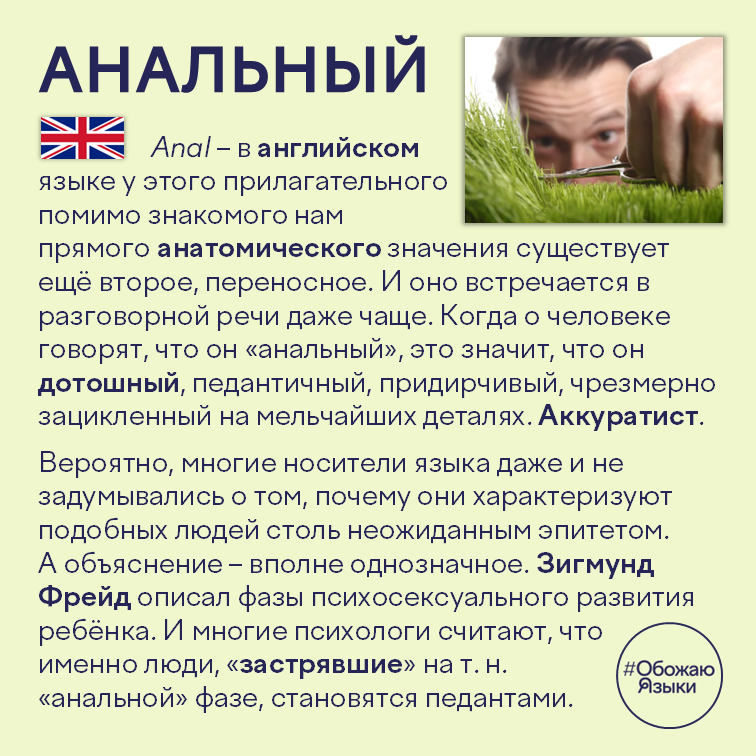 АНАЛЬНЫЙ
Anal – в английском
языке у этого прилагательного
помимо знакомого нам
прямого анатомического значения существует
ещё второе, переносное. И оно встречается в
разговорной речи даже чаще. Когда о человеке
говорят, что он «анальный», это значит, что он
дотошный, педантичный, придирчивый, чрезмерно
зацикленный на мельчайших деталях. Аккуратист.
Вероятно, многие носители языка даже и не
задумывались о том, почему они характеризуют
подобных людей столь неожиданным эпитетом.
А объяснение – вполне однозначное. Зигмунд
Фрейд описал фазы психосексуального развития
ребёнка. И многие психологи считают, что
именно люди, «застрявшие» на т. н.
«анальной» фазе, становятся педантами.
#Обожаю
Языки